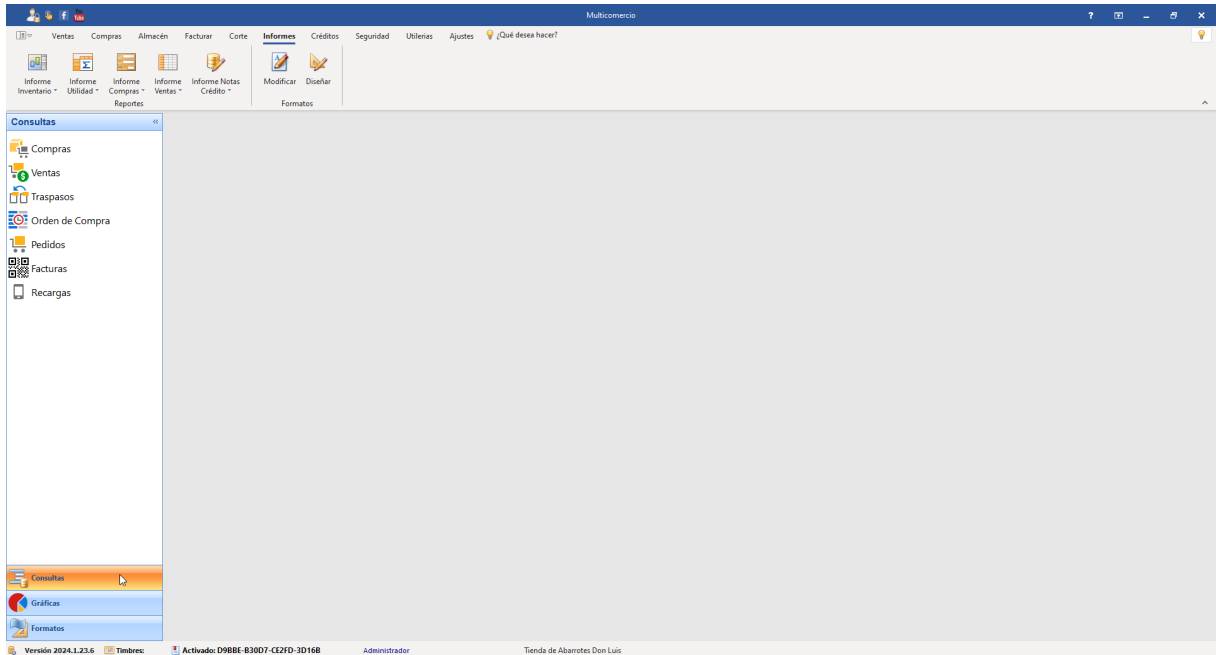 You
Tube
Multicomercio
?
Ventas Compras Almacén Facturar Corte Informes Créditos Seguridad Utilerias Ajustes ¿Qué desea hacer?
Informe Inventario
Informe Utilidad
Informe Compras
Informe Ventas
Informe Notas Crédito
Modificar
Diseñar
Reportes
Formatos
Consultas
Compras
Ventas
Traspasos
Orden de Compra
Pedidos
Facturas
Recargas
Consultas
Gráficas
Formatos
Versión 2024.1.23.6 Timbres: Activado: D9BBE-B30D7-CE2FD-3D16B Administrador Tienda de Abarrotes Don Luis